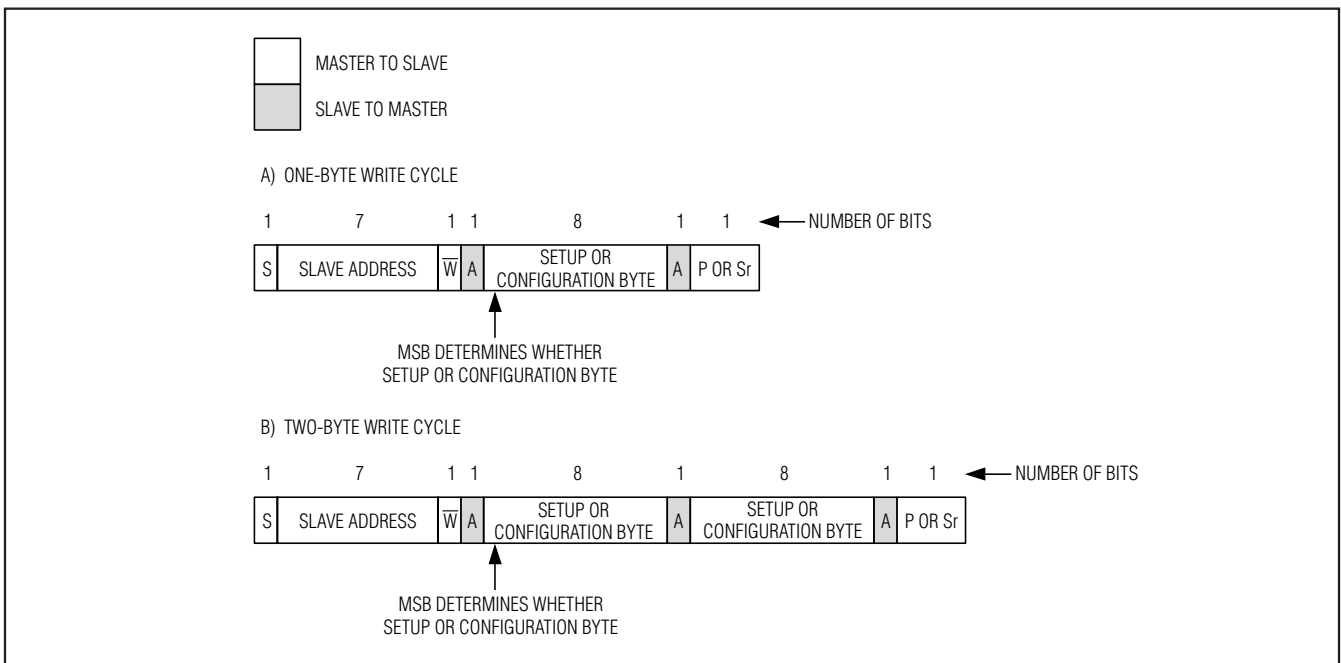 MASTER TO SLAVE
SLAVE TO MASTER
A) ONE-BYTE WRITE CYCLE
1 7 1 1 8 1 1 NUMBER OF BITS
S SLAVE ADDRESS W̅ A SETUP OR CONFIGURATION BYTE A P OR Sr
MSB DETERMINES WHETHER
SETUP OR CONFIGURATION BYTE
B) TWO-BYTE WRITE CYCLE
1 7 1 1 8 1 8 1 1 NUMBER OF BITS
S SLAVE ADDRESS W̅ A SETUP OR CONFIGURATION BYTE A SETUP OR CONFIGURATION BYTE A P OR Sr
MSB DETERMINES WHETHER
SETUP OR CONFIGURATION BYTE